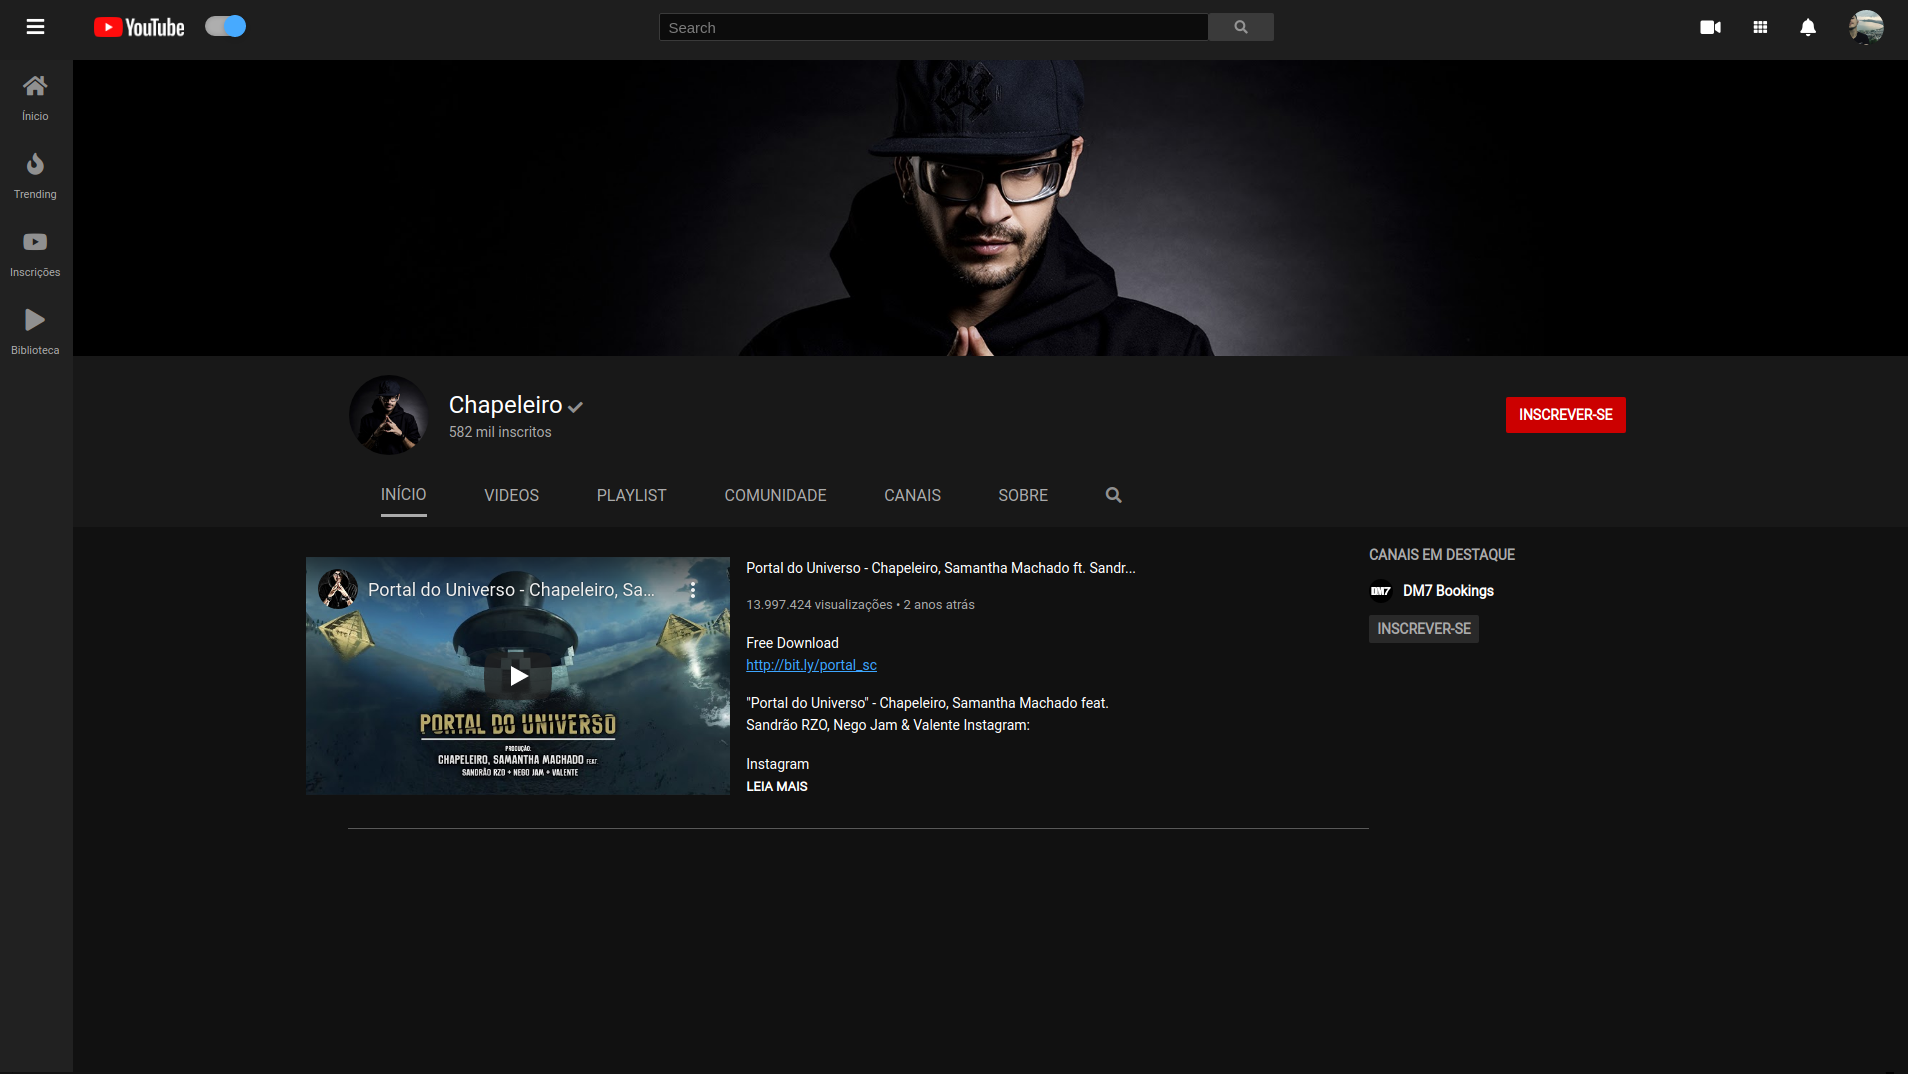 YouTube
Search
Ínicio
Trending
Inscrições
Biblioteca
Chapeleiro
582 mil inscritos
INSCREVER-SE
INÍCIO
VIDEOS
PLAYLIST
COMUNIDADE
CANAIS
SOBRE
Portal do Universo - Chapeleiro, Sa...
PORTAL DO UNIVERSO
PRODUÇÃO:
CHAPELEIRO, SAMANTHA MACHADO FEAT.
SANDRÃO RZO + NEGO JAM + VALENTE
Portal do Universo - Chapeleiro, Samantha Machado ft. Sandr...
13.997.424 visualizações • 2 anos atrás
Free Download
http://bit.ly/portal_sc
"Portal do Universo" - Chapeleiro, Samantha Machado feat.
Sandrão RZO, Nego Jam & Valente Instagram:
Instagram
LEIA MAIS
CANAIS EM DESTAQUE
DM7
DM7 Bookings
INSCREVER-SE